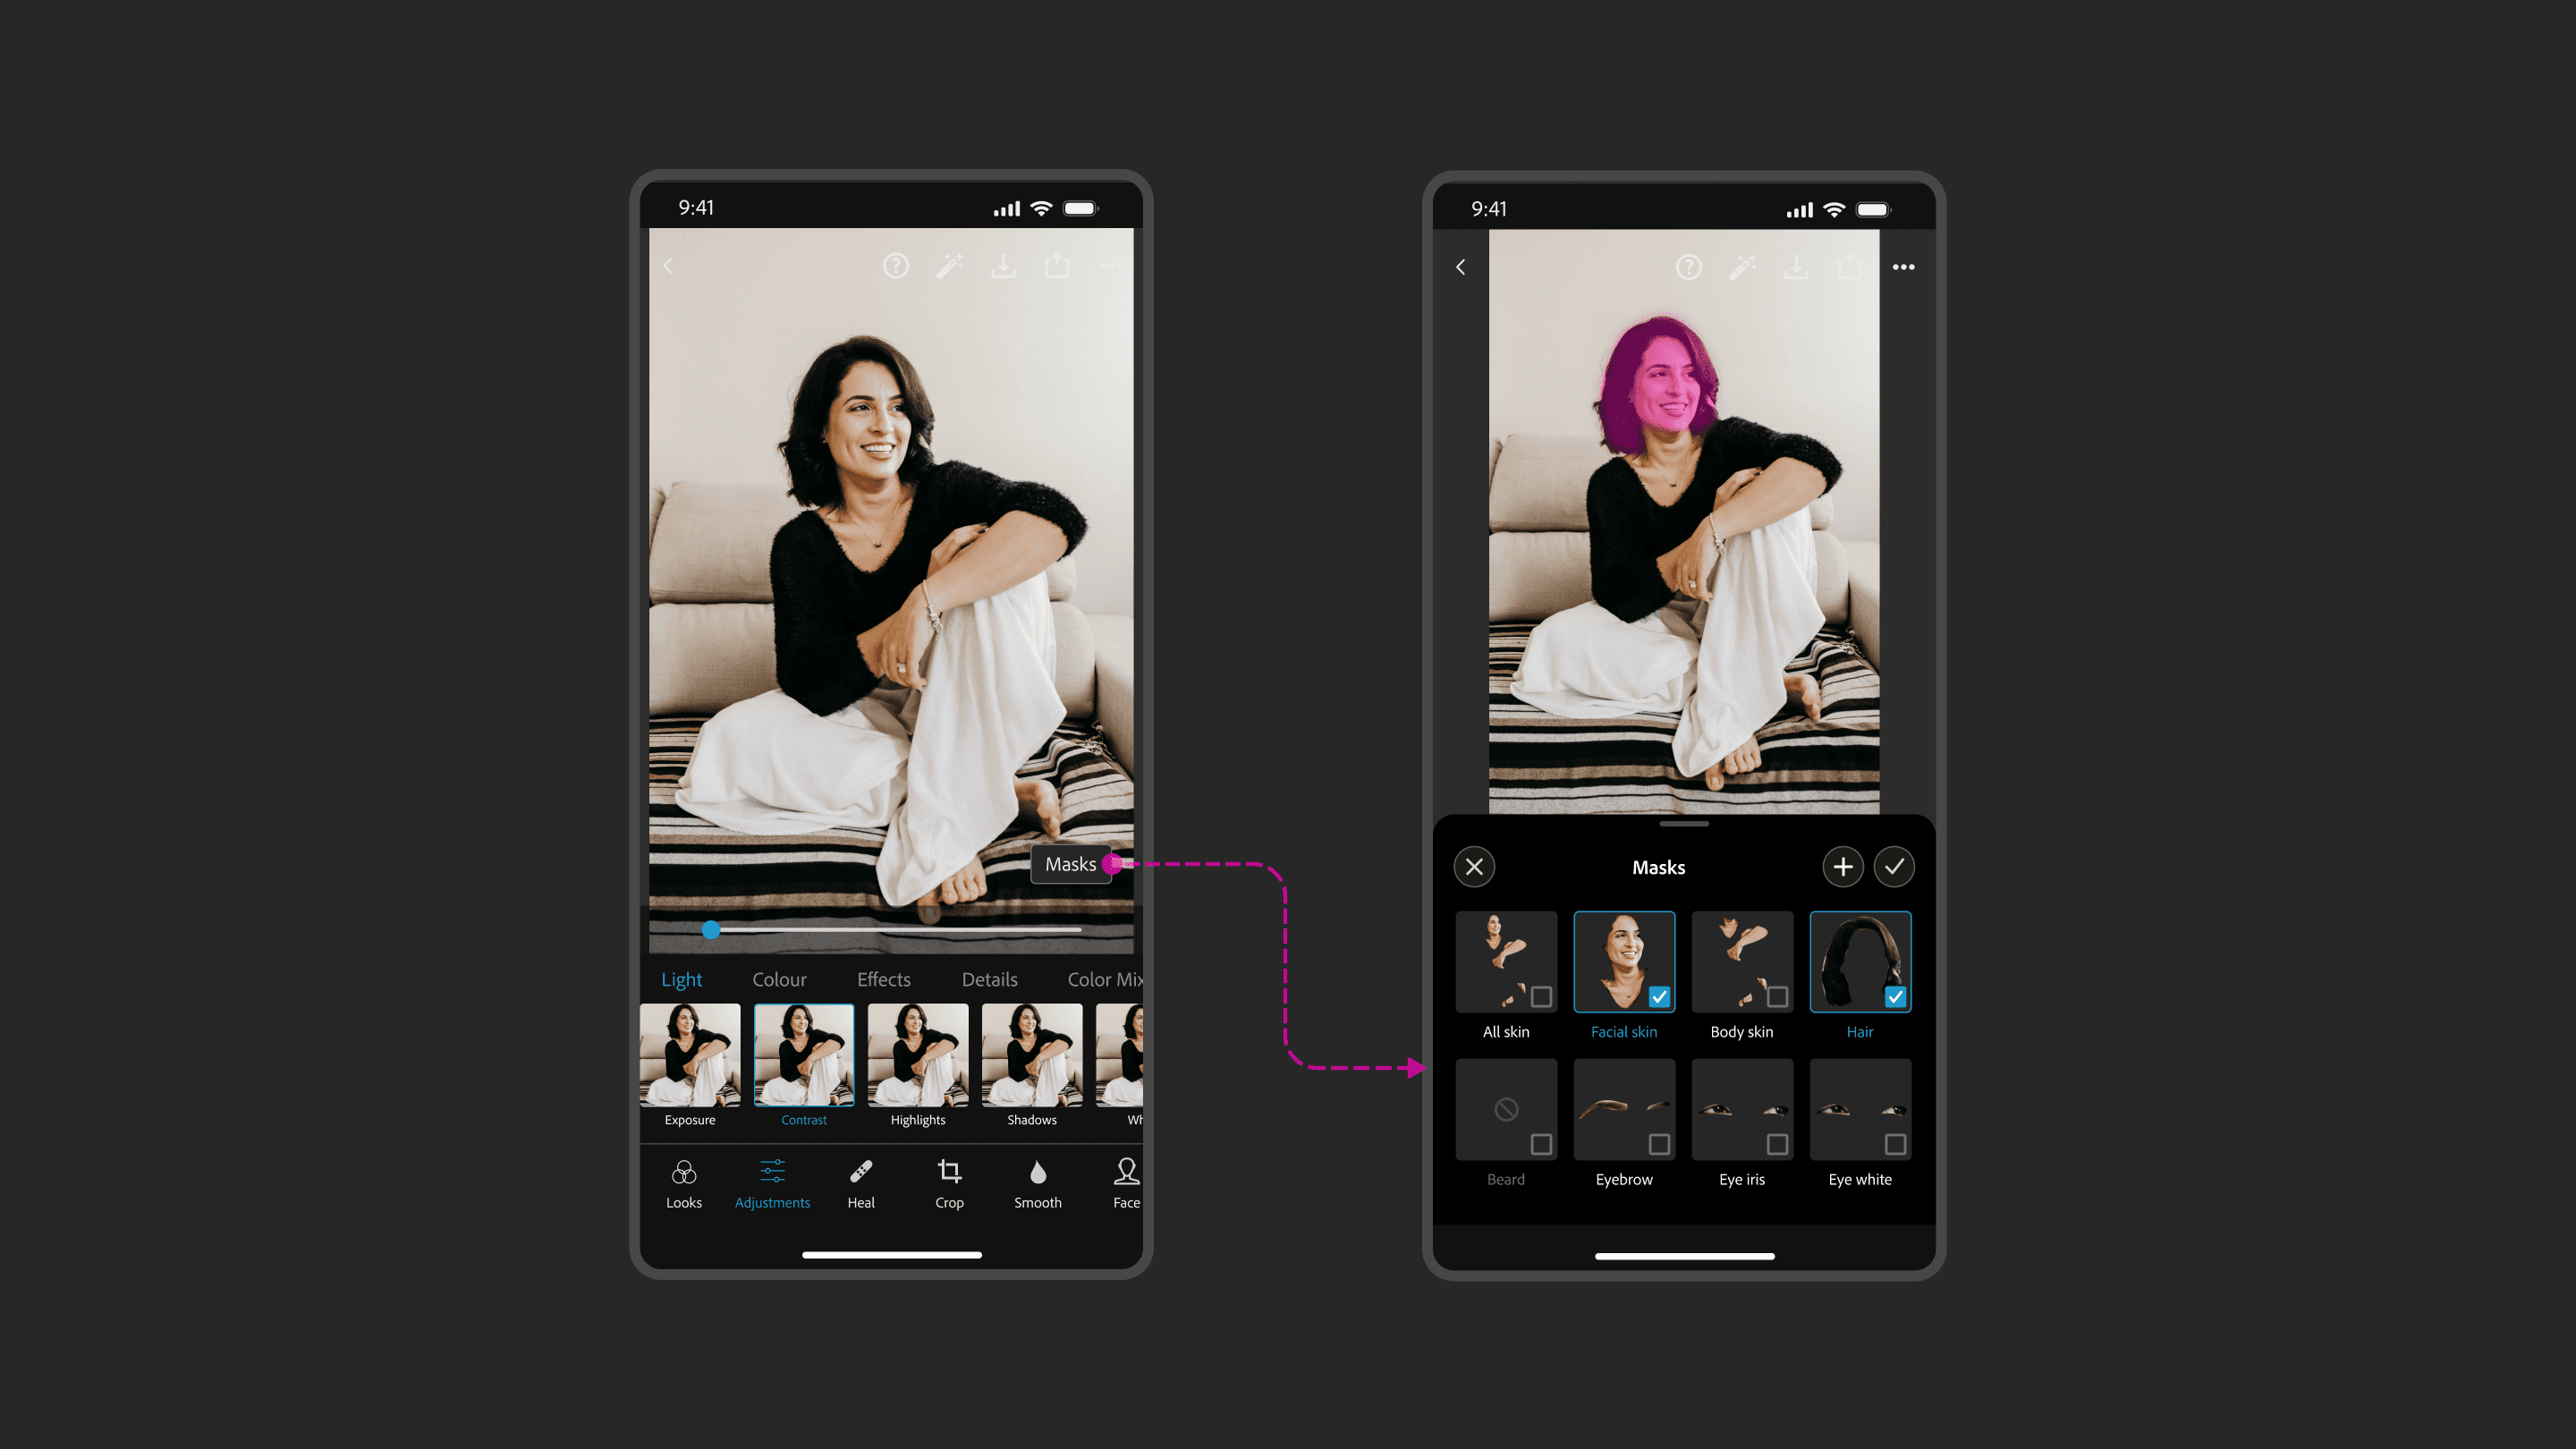 9:41
Masks
Light Colour Effects Details Color Mix
Exposure Contrast Highlights Shadows Wh
Looks Adjustments Heal Crop Smooth Face
9:41
Masks
All skin Facial skin Body skin Hair
Beard Eyebrow Eye iris Eye white